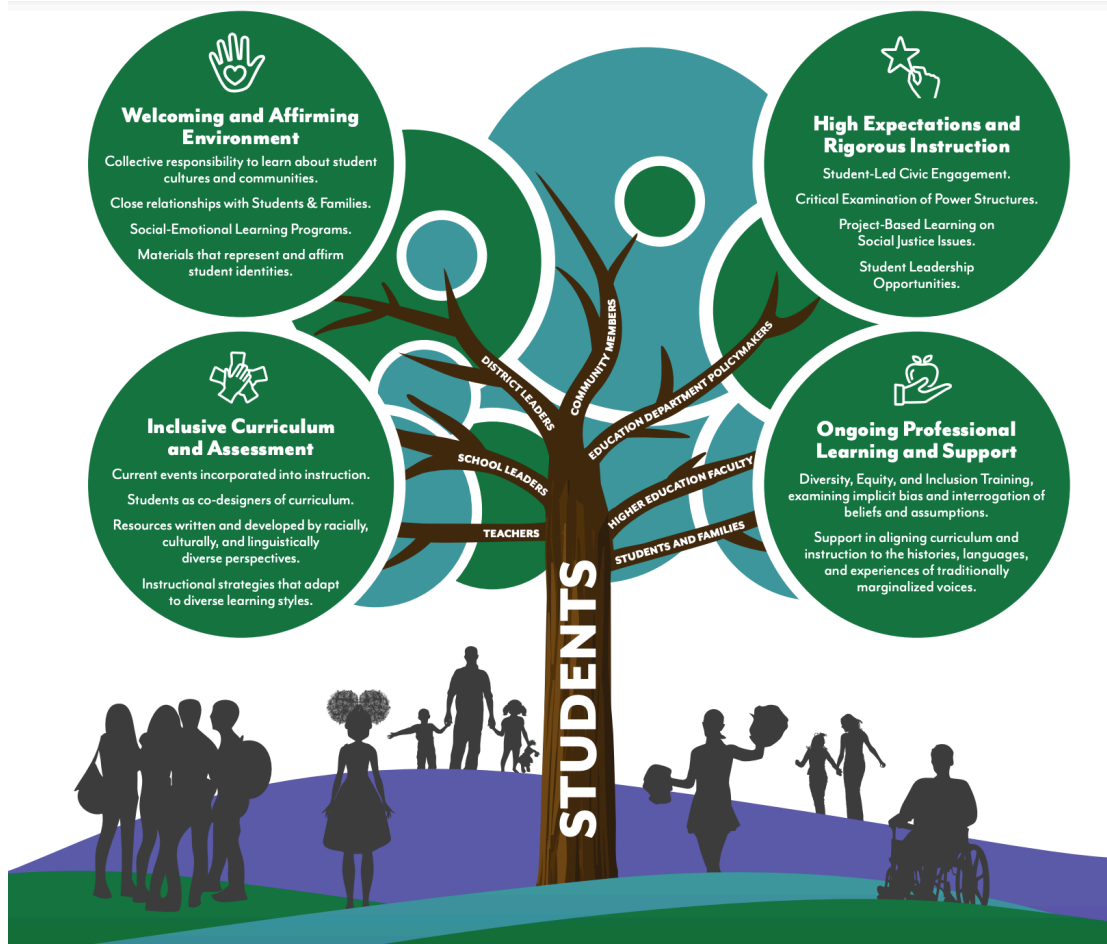 Welcoming and Affirming
Environment
Collective responsibility to learn about student
cultures and communities.
Close relationships with Students & Families.
Social-Emotional Learning Programs.
Materials that represent and affirm
student identities.
High Expectations and
Rigorous Instruction
Student-Led Civic Engagement.
Critical Examination of Power Structures.
Project-Based Learning on
Social Justice Issues.
Student Leadership
Opportunities.
Inclusive Curriculum
and Assessment
Current events incorporated into instruction.
Students as co-designers of curriculum.
Resources written and developed by racially,
culturally, and linguistically
diverse perspectives.
Instructional strategies that adapt
to diverse learning styles.
Ongoing Professional
Learning and Support
Diversity, Equity, and Inclusion Training,
examining implicit bias and interrogation of
beliefs and assumptions.
Support in aligning curriculum and
instruction to the histories, languages,
and experiences of traditionally
marginalized voices.
DISTRICT LEADERS
COMMUNITY MEMBERS
EDUCATION DEPARTMENT POLICYMAKERS
SCHOOL LEADERS
HIGHER EDUCATION FACULTY
TEACHERS
STUDENTS AND FAMILIES
STUDENTS